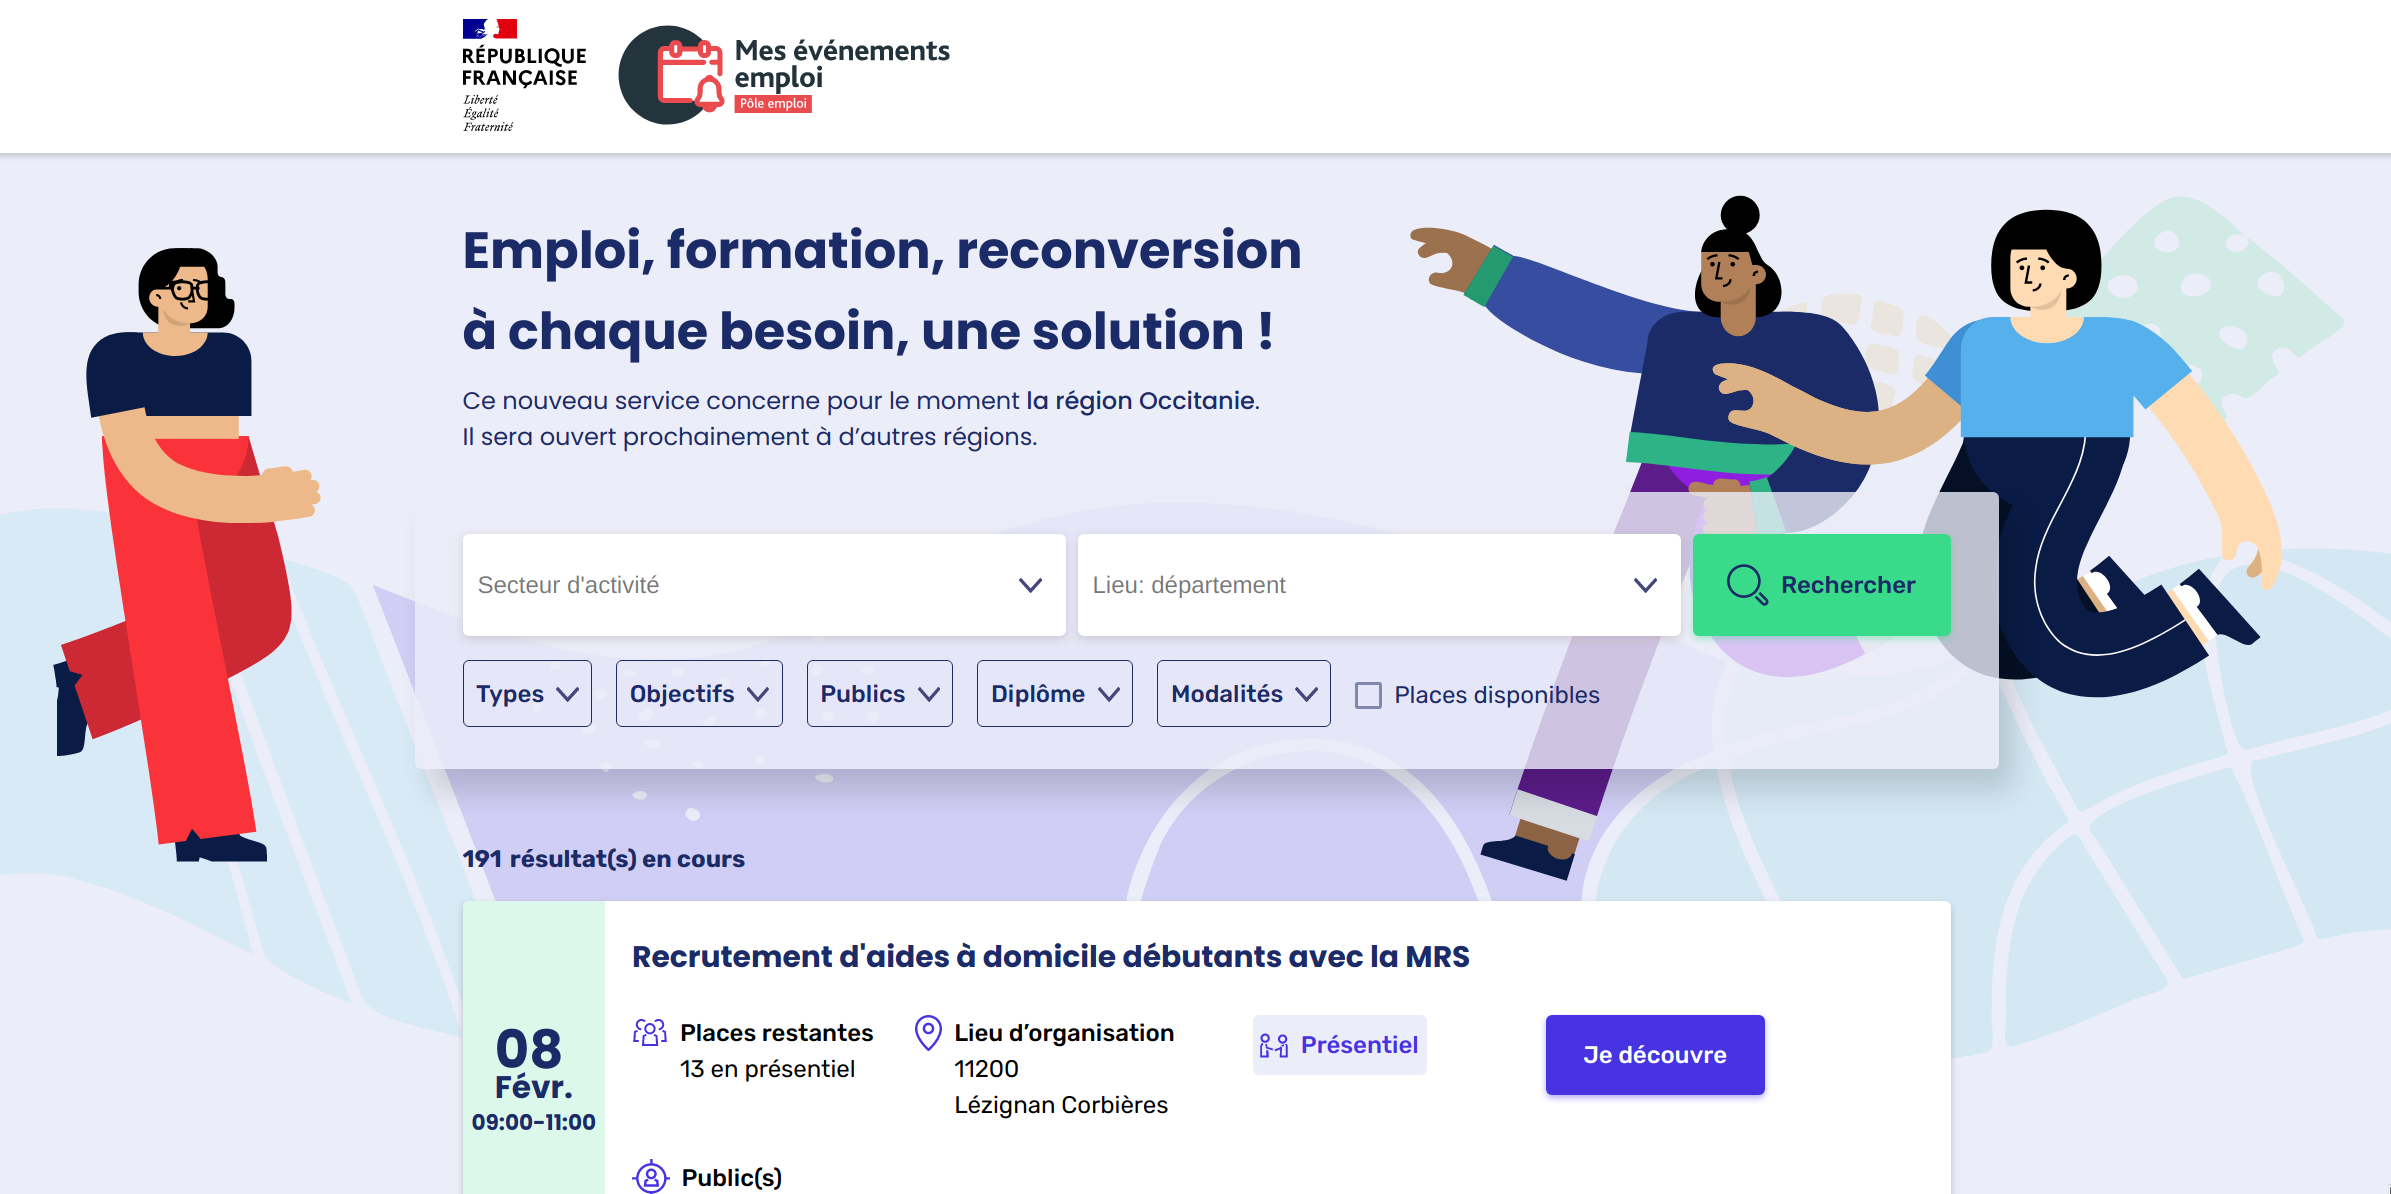 RÉPUBLIQUE
FRANÇAISE
Liberté
Égalité
Fraternité
Mes événements
emploi
Pôle emploi
Emploi, formation, reconversion
à chaque besoin, une solution !
Ce nouveau service concerne pour le moment la région Occitanie.
Il sera ouvert prochainement à d’autres régions.
Secteur d'activité
Lieu: département
Rechercher
Types
Objectifs
Publics
Diplôme
Modalités
Places disponibles
191 résultat(s) en cours
08
Févr.
09:00-11:00
Recrutement d'aides à domicile débutants avec la MRS
Places restantes
13 en présentiel
Lieu d’organisation
11200
Lézignan Corbières
Présentiel
Je découvre
Public(s)